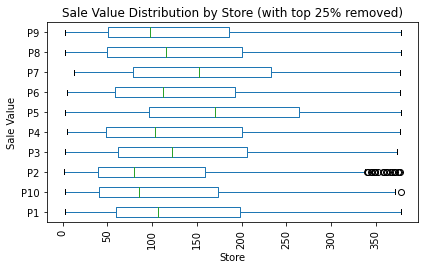 Sale Value Distribution by Store (with top 25% removed)
P9
P8
P7
P6
P5
P4
P3
P2
P10
P1
Sale Value
0
50
100
150
200
250
300
350
Store